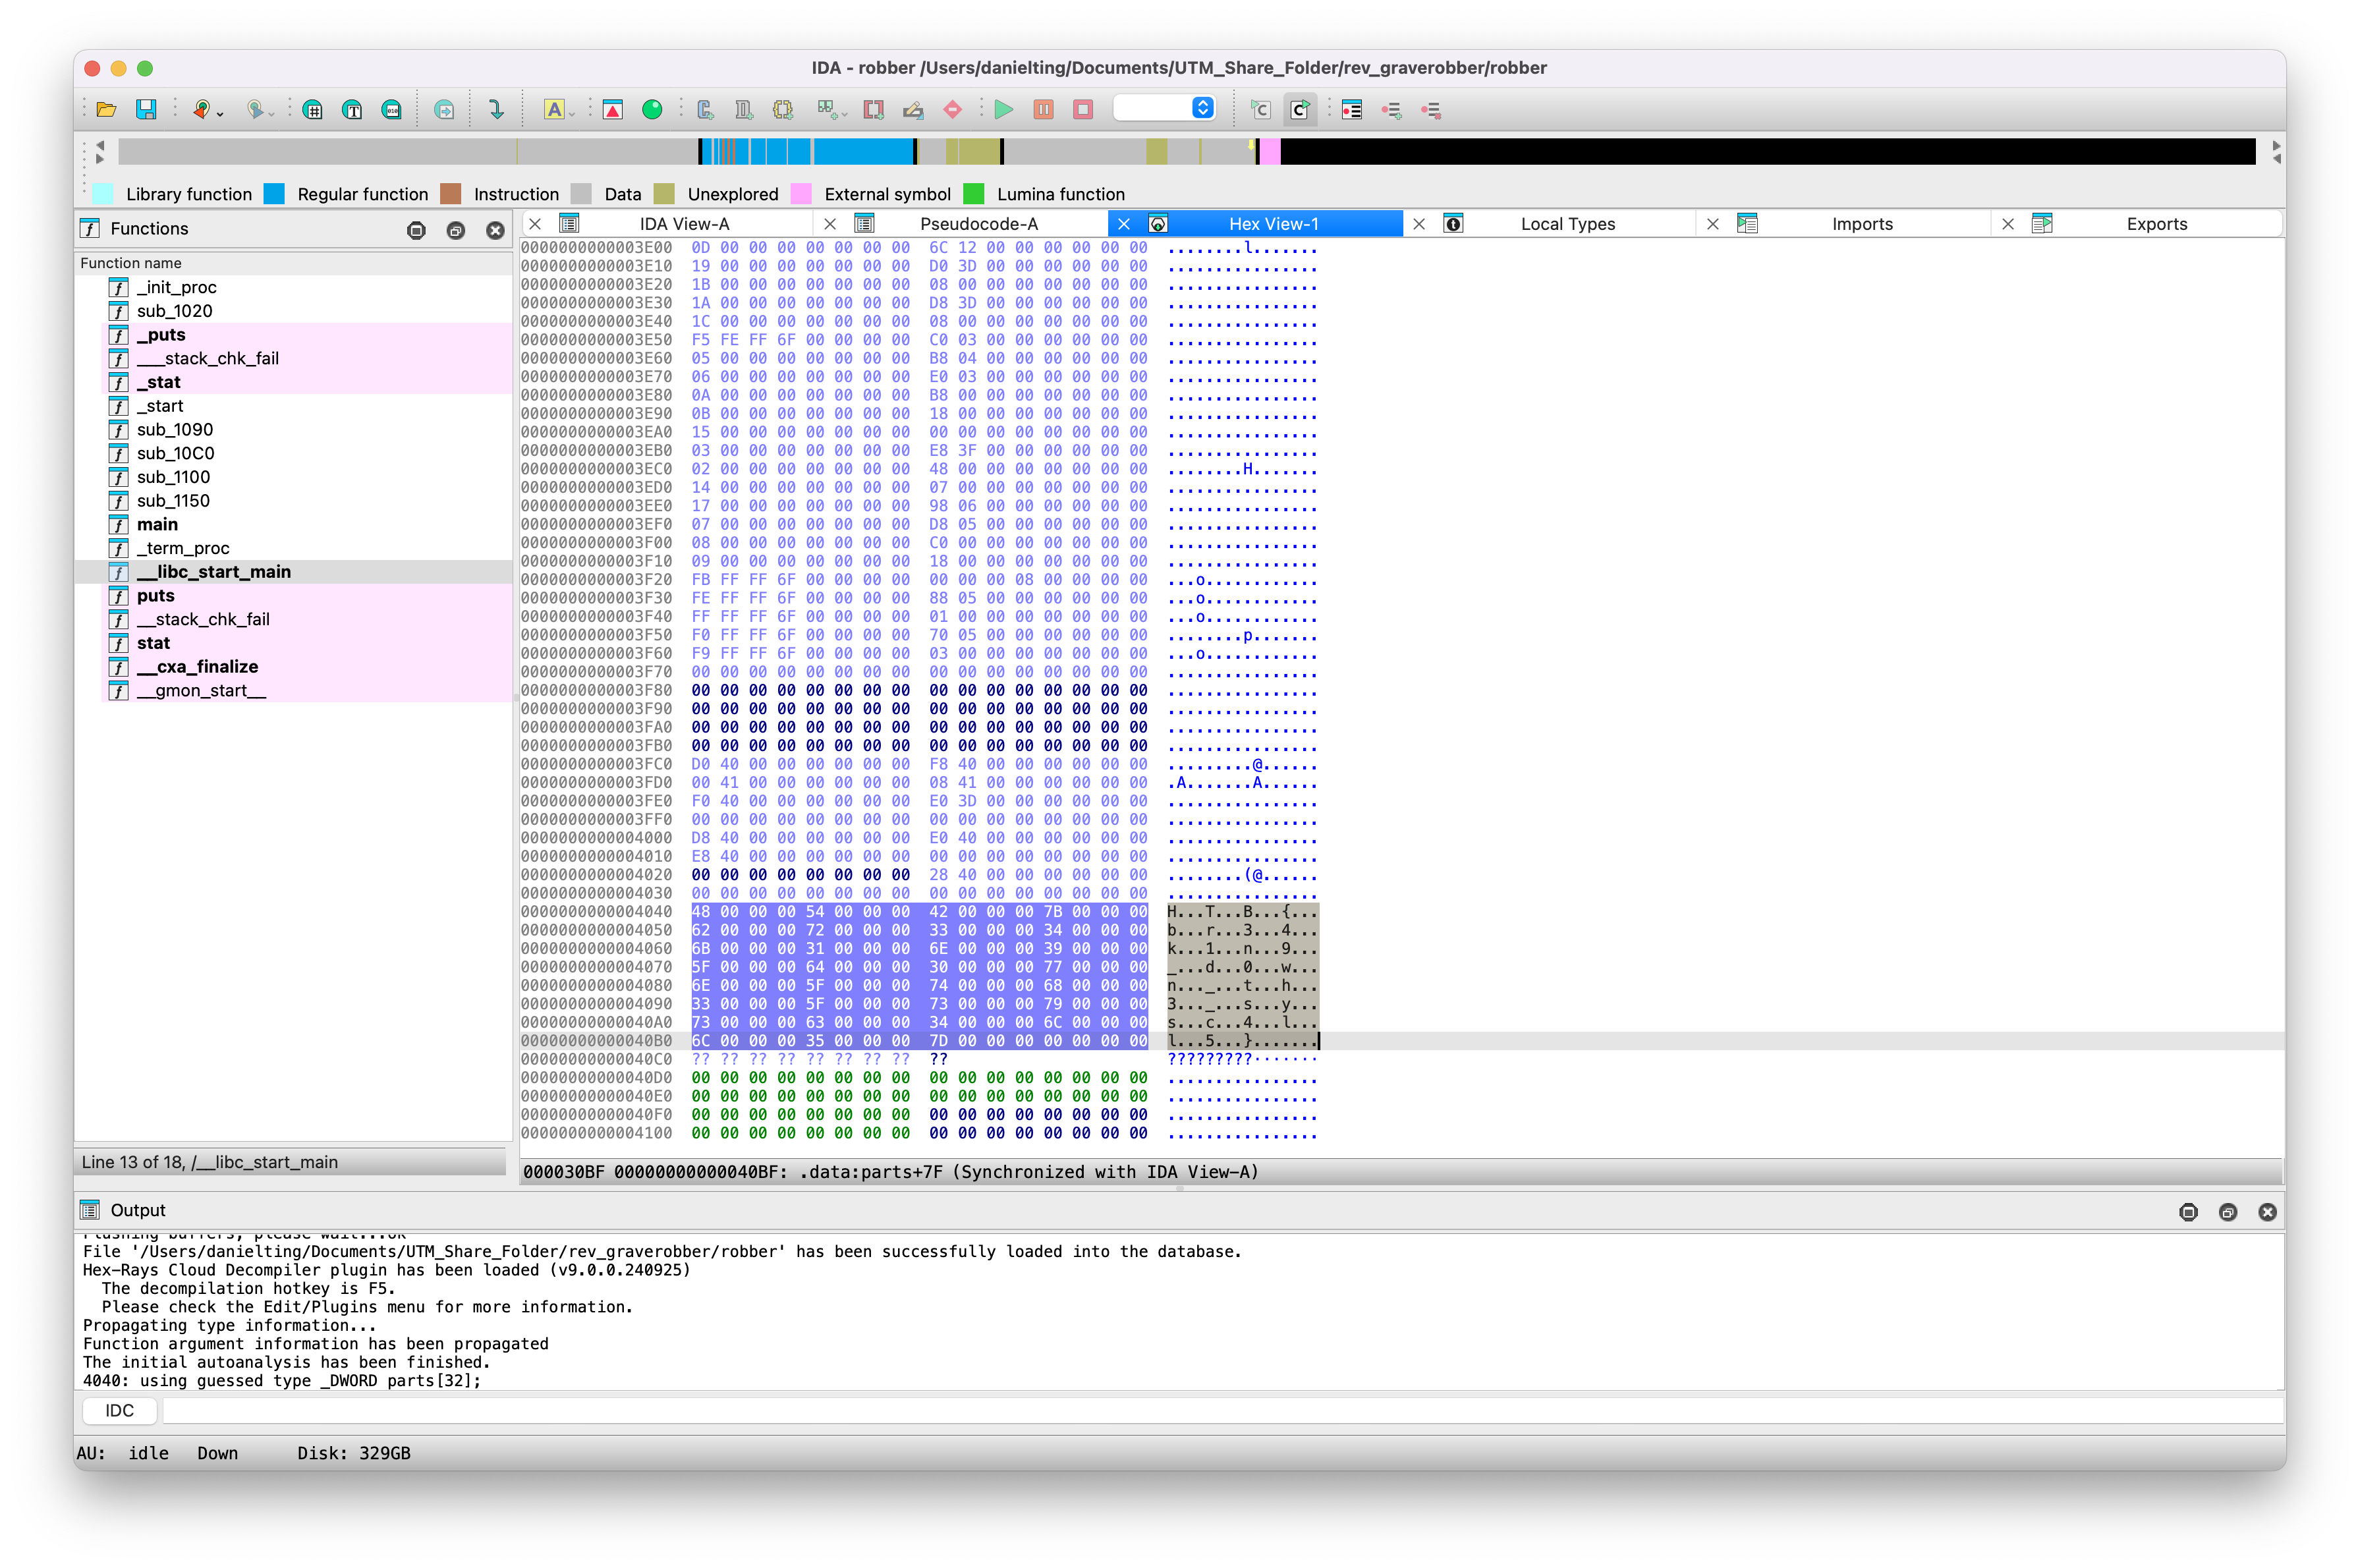 IDA - robber /Users/danielting/Documents/UTM_Share_Folder/rev_graverobber/robber
Library function Regular function Instruction Data Unexplored External symbol Lumina function
Functions
IDA View-A Pseudocode-A Hex View-1 Local Types Imports Exports
Function name
_init_proc
sub_1020
_puts
___stack_chk_fail
_stat
_start
sub_1090
sub_10C0
sub_1100
sub_1150
main
_term_proc
__libc_start_main
puts
__stack_chk_fail
stat
__cxa_finalize
__gmon_start__
Line 13 of 18, /__libc_start_main
0000000000003E00 0D 00 00 00 00 00 00 00 6C 12 00 00 00 00 00 00 ........l.......
0000000000003E10 19 00 00 00 00 00 00 00 D0 3D 00 00 00 00 00 00 ................
0000000000003E20 1B 00 00 00 00 00 00 00 08 00 00 00 00 00 00 00 ................
0000000000003E30 1A 00 00 00 00 00 00 00 D8 3D 00 00 00 00 00 00 ................
0000000000003E40 1C 00 00 00 00 00 00 00 08 00 00 00 00 00 00 00 ................
0000000000003E50 F5 FE FF 6F 00 00 00 00 C0 03 00 00 00 00 00 00 ................
0000000000003E60 05 00 00 00 00 00 00 00 B8 04 00 00 00 00 00 00 ................
0000000000003E70 06 00 00 00 00 00 00 00 E0 03 00 00 00 00 00 00 ................
0000000000003E80 0A 00 00 00 00 00 00 00 B8 00 00 00 00 00 00 00 ................
0000000000003E90 0B 00 00 00 00 00 00 00 18 00 00 00 00 00 00 00 ................
0000000000003EA0 15 00 00 00 00 00 00 00 00 00 00 00 00 00 00 00 ................
0000000000003EB0 03 00 00 00 00 00 00 00 E8 3F 00 00 00 00 00 00 ................
0000000000003EC0 02 00 00 00 00 00 00 00 48 00 00 00 00 00 00 00 ........H.......
0000000000003ED0 14 00 00 00 00 00 00 00 07 00 00 00 00 00 00 00 ................
0000000000003EE0 17 00 00 00 00 00 00 00 98 06 00 00 00 00 00 00 ................
0000000000003EF0 07 00 00 00 00 00 00 00 D8 05 00 00 00 00 00 00 ................
0000000000003F00 08 00 00 00 00 00 00 00 C0 00 00 00 00 00 00 00 ................
0000000000003F10 09 00 00 00 00 00 00 00 18 00 00 00 00 00 00 00 ................
0000000000003F20 FB FF FF 6F 00 00 00 00 00 00 00 08 00 00 00 00 ...o............
0000000000003F30 FE FF FF 6F 00 00 00 00 88 05 00 00 00 00 00 00 ...o............
0000000000003F40 FF FF FF 6F 00 00 00 00 01 00 00 00 00 00 00 00 ...o............
0000000000003F50 F0 FF FF 6F 00 00 00 00 70 05 00 00 00 00 00 00 ........p.......
0000000000003F60 F9 FF FF 6F 00 00 00 00 03 00 00 00 00 00 00 00 ...o............
0000000000003F70 00 00 00 00 00 00 00 00 00 00 00 00 00 00 00 00 ................
0000000000003F80 00 00 00 00 00 00 00 00 00 00 00 00 00 00 00 00 ................
0000000000003F90 00 00 00 00 00 00 00 00 00 00 00 00 00 00 00 00 ................
0000000000003FA0 00 00 00 00 00 00 00 00 00 00 00 00 00 00 00 00 ................
0000000000003FB0 00 00 00 00 00 00 00 00 00 00 00 00 00 00 00 00 ................
0000000000003FC0 D0 40 00 00 00 00 00 00 F8 40 00 00 00 00 00 00 .........@......
0000000000003FD0 00 41 00 00 00 00 00 00 08 41 00 00 00 00 00 00 .A.......A......
0000000000003FE0 F0 40 00 00 00 00 00 00 E0 3D 00 00 00 00 00 00 ................
0000000000003FF0 00 00 00 00 00 00 00 00 00 00 00 00 00 00 00 00 ................
0000000000004000 D8 40 00 00 00 00 00 00 E0 40 00 00 00 00 00 00 ................
0000000000004010 E8 40 00 00 00 00 00 00 00 00 00 00 00 00 00 00 ................
0000000000004020 00 00 00 00 00 00 00 00 28 40 00 00 00 00 00 00 ........(@......
0000000000004030 00 00 00 00 00 00 00 00 00 00 00 00 00 00 00 00 ................
0000000000004040 48 00 00 00 54 00 00 00 42 00 00 00 7B 00 00 00 H...T...B...{...
0000000000004050 62 00 00 00 72 00 00 00 33 00 00 00 34 00 00 00 b...r...3...4...
0000000000004060 6B 00 00 00 31 00 00 00 6E 00 00 00 39 00 00 00 k...1...n...9...
0000000000004070 5F 00 00 00 64 00 00 00 30 00 00 00 77 00 00 00 _...d...0...w...
0000000000004080 6E 00 00 00 5F 00 00 00 74 00 00 00 68 00 00 00 n..._...t...h...
0000000000004090 33 00 00 00 5F 00 00 00 73 00 00 00 79 00 00 00 3..._...s...y...
00000000000040A0 73 00 00 00 63 00 00 00 34 00 00 00 6C 00 00 00 s...c...4...l...
00000000000040B0 6C 00 00 00 35 00 00 00 7D 00 00 00 00 00 00 00 l...5...}.......
00000000000040C0 ?? ?? ?? ?? ?? ?? ?? ?? ?? ?????????·······
00000000000040D0 00 00 00 00 00 00 00 00 00 00 00 00 00 00 00 00 ................
00000000000040E0 00 00 00 00 00 00 00 00 00 00 00 00 00 00 00 00 ................
00000000000040F0 00 00 00 00 00 00 00 00 00 00 00 00 00 00 00 00 ................
0000000000004100 00 00 00 00 00 00 00 00 00 00 00 00 00 00 00 00 ................
000030BF 00000000000040BF: .data:parts+7F (Synchronized with IDA View-A)
Output
Flushing buffers, please wait...ok
File '/Users/danielting/Documents/UTM_Share_Folder/rev_graverobber/robber' has been successfully loaded into the database.
Hex-Rays Cloud Decompiler plugin has been loaded (v9.0.0.240925)
The decompilation hotkey is F5.
Please check the Edit/Plugins menu for more information.
Propagating type information...
Function argument information has been propagated
The initial autoanalysis has been finished.
4040: using guessed type _DWORD parts[32];
IDC
AU: idle Down Disk: 329GB